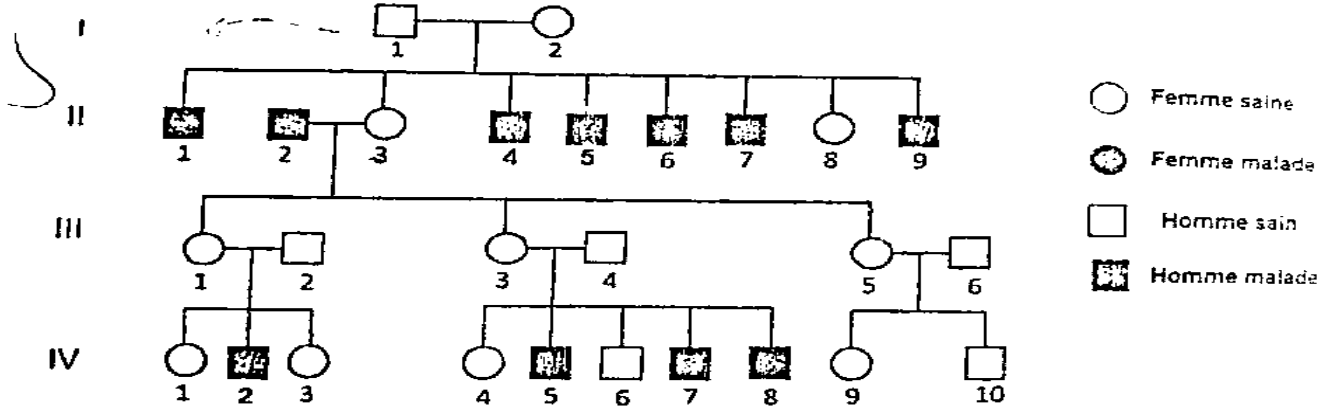 I
1 2
II
1 2 3 4 5 6 7 8 9
III
1 2 3 4 5 6
IV
1 2 3 4 5 6 7 8 9 10
Femme saine
Femme malade
Homme sain
Homme malade